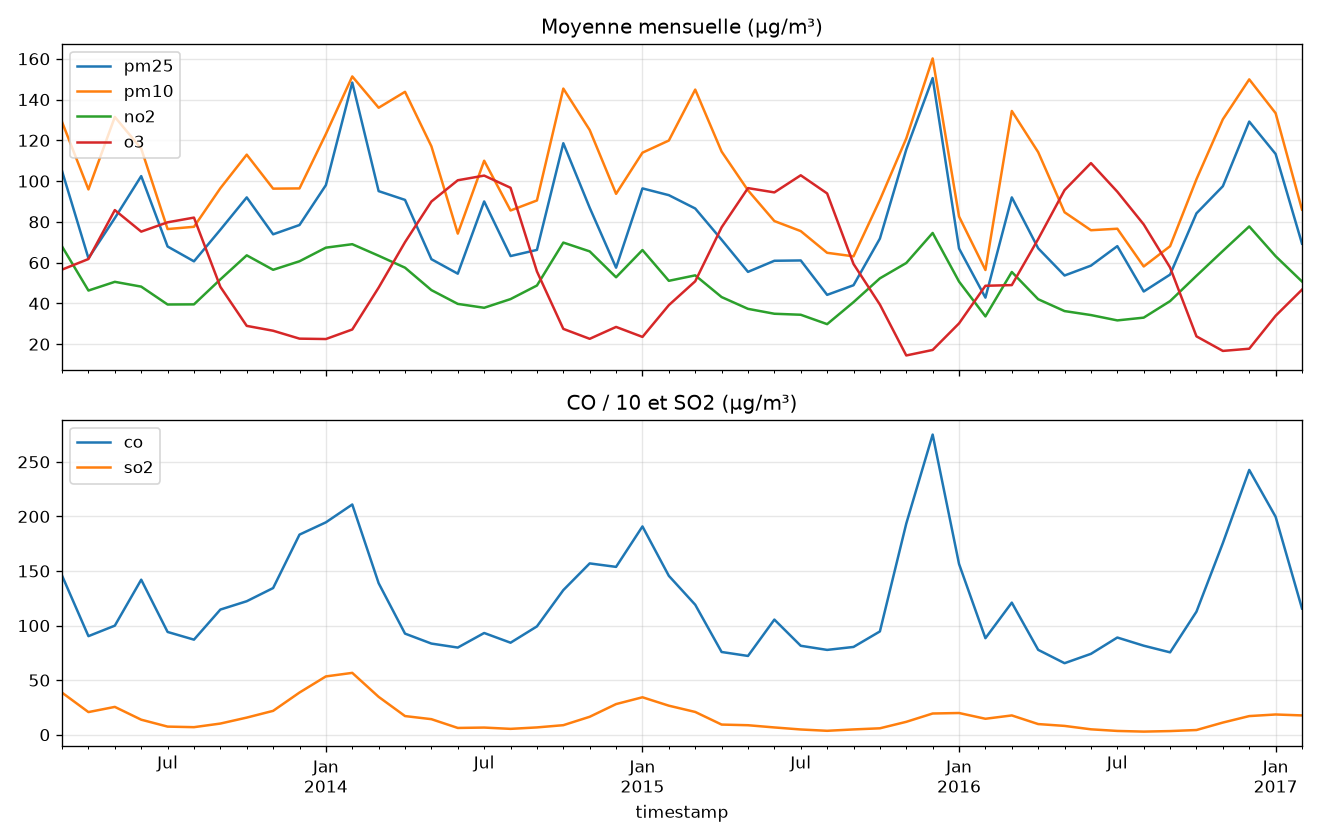 Moyenne mensuelle (µg/m³)
160
140
120
100
80
60
40
20
pm25
pm10
no2
o3
CO / 10 et SO2 (µg/m³)
250
200
150
100
50
0
co
so2
Jul
Jan
2014
Jul
Jan
2015
Jul
Jan
2016
Jul
Jan
2017
timestamp